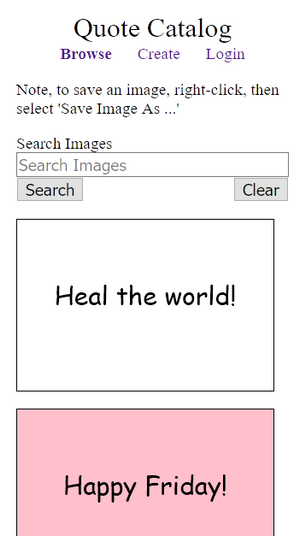 Quote Catalog
Browse Create Login
Note, to save an image, right-click, then
select 'Save Image As ...'
Search Images
Search Images
Search Clear
Heal the world!
Happy Friday!